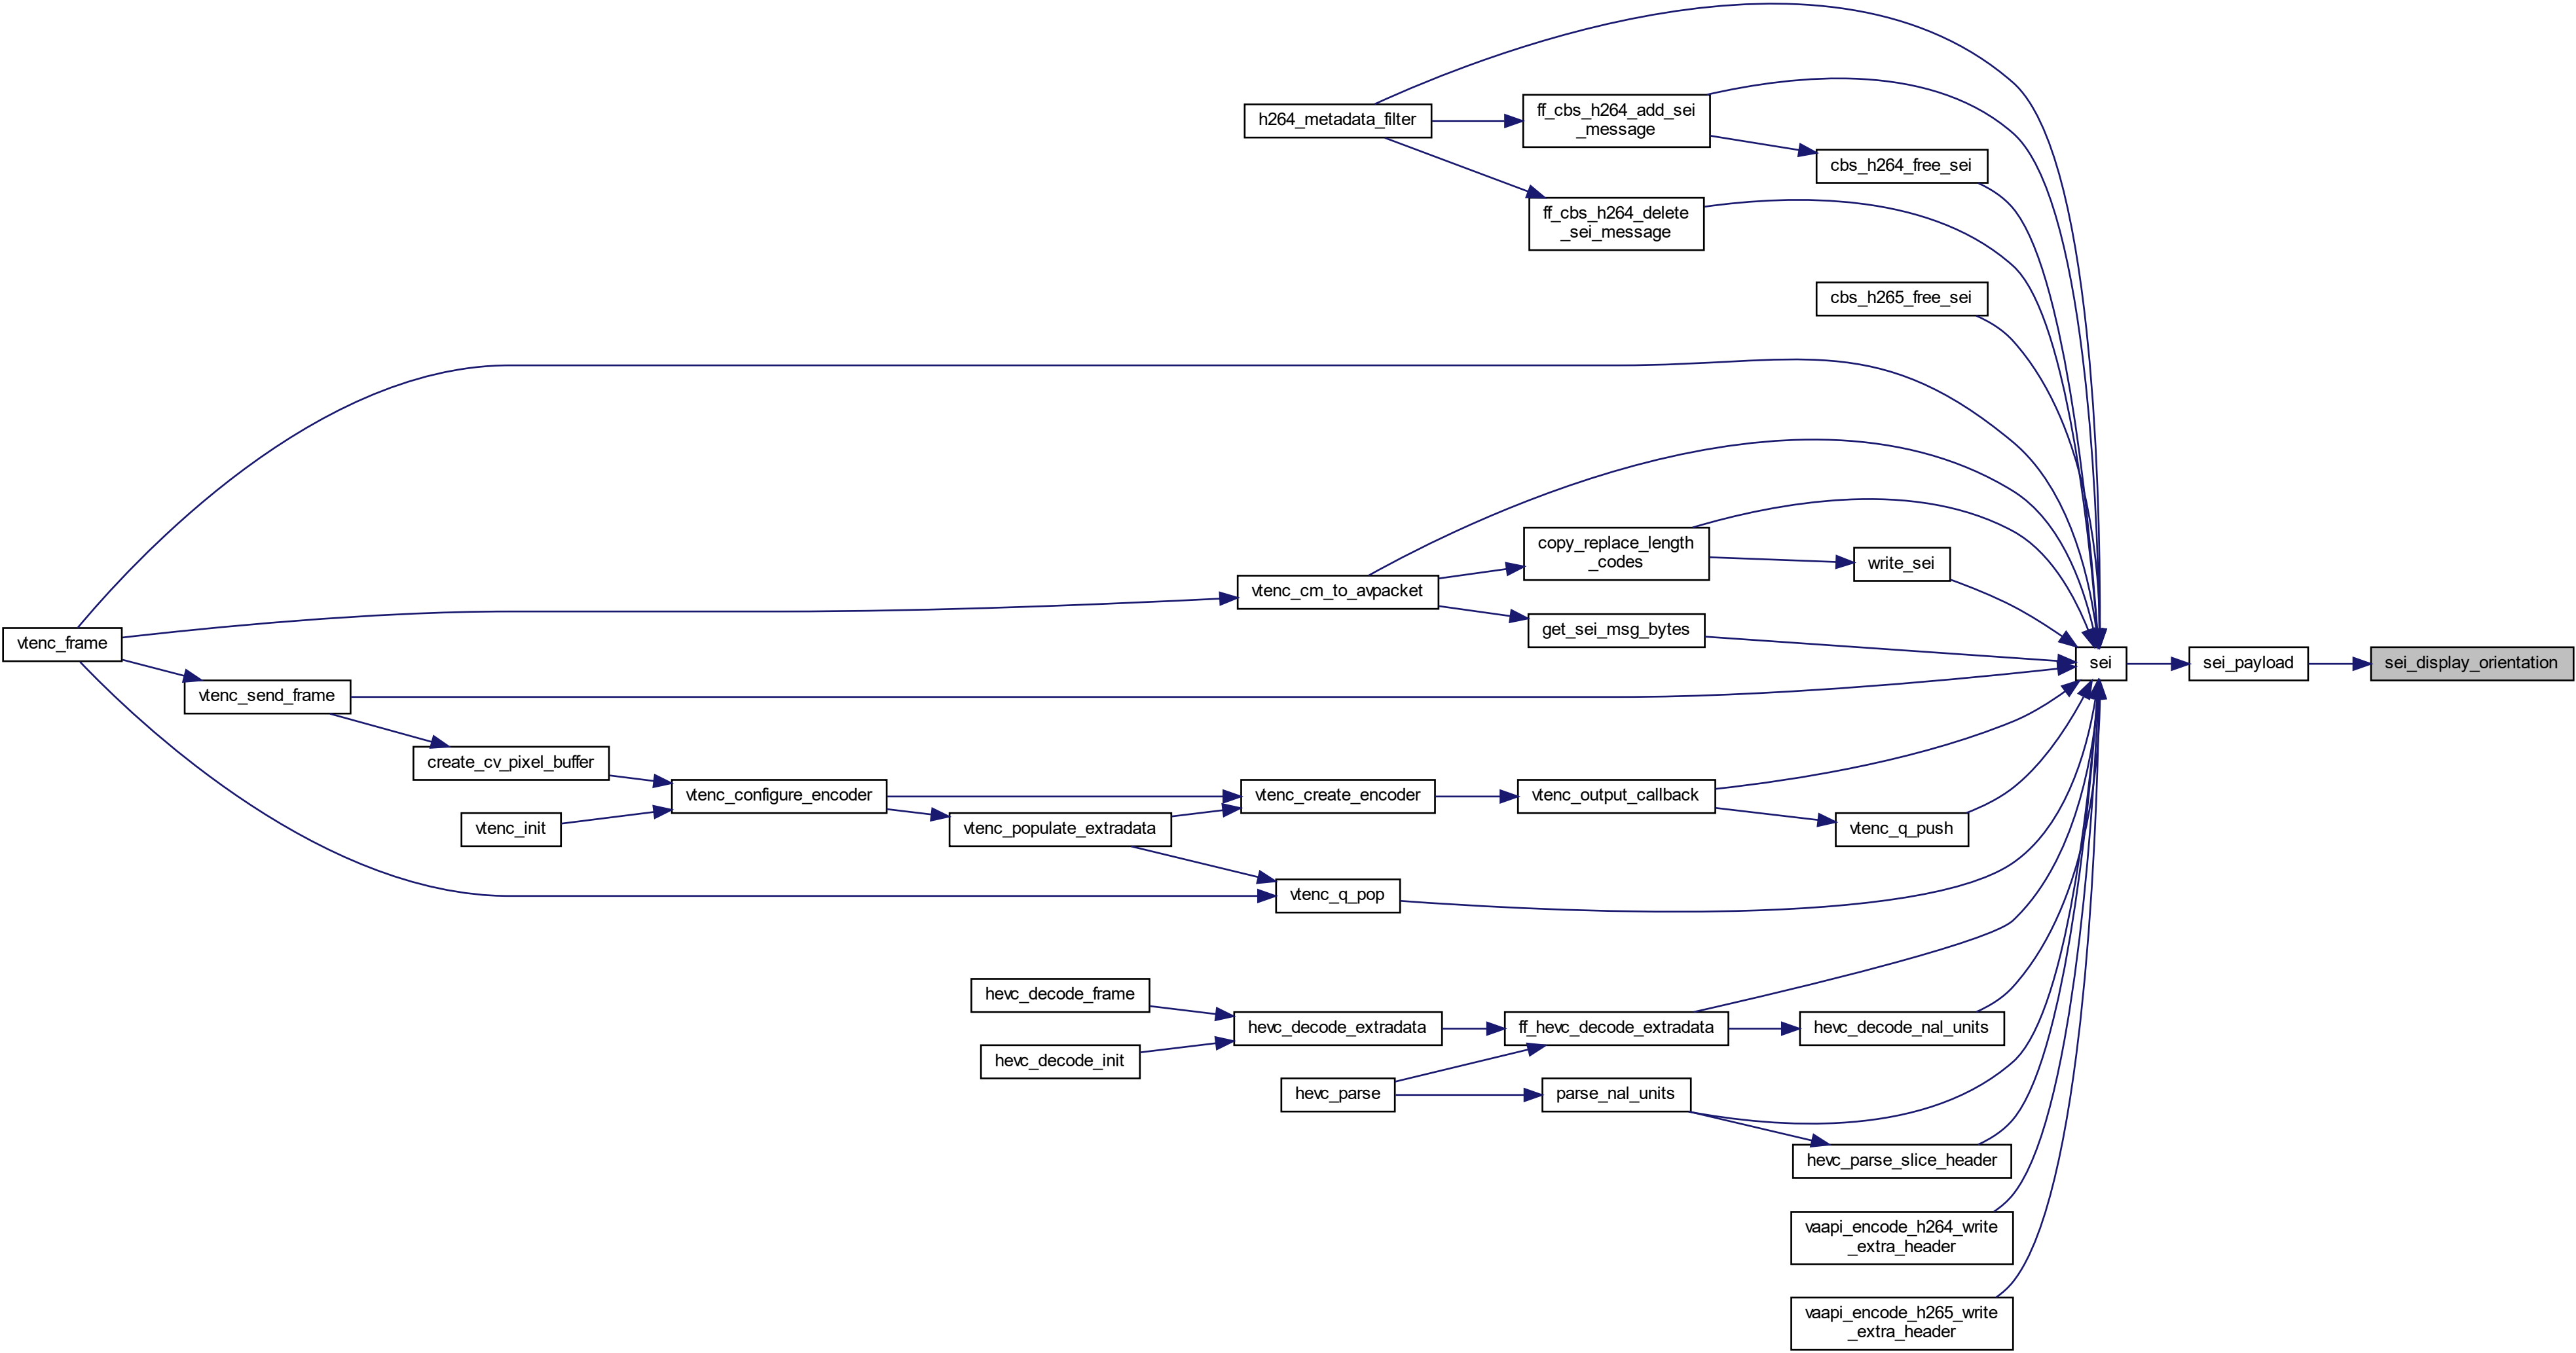 h264_metadata_filter
ff_cbs_h264_add_sei
_message
cbs_h264_free_sei
ff_cbs_h264_delete
_sei_message
cbs_h265_free_sei
copy_replace_length
_codes
write_sei
vtenc_cm_to_avpacket
get_sei_msg_bytes
vtenc_frame
sei
sei_payload
sei_display_orientation
vtenc_send_frame
create_cv_pixel_buffer
vtenc_configure_encoder
vtenc_create_encoder
vtenc_output_callback
vtenc_init
vtenc_populate_extradata
vtenc_q_push
vtenc_q_pop
hevc_decode_frame
hevc_decode_extradata
ff_hevc_decode_extradata
hevc_decode_nal_units
hevc_decode_init
hevc_parse
parse_nal_units
hevc_parse_slice_header
vaapi_encode_h264_write
_extra_header
vaapi_encode_h265_write
_extra_header